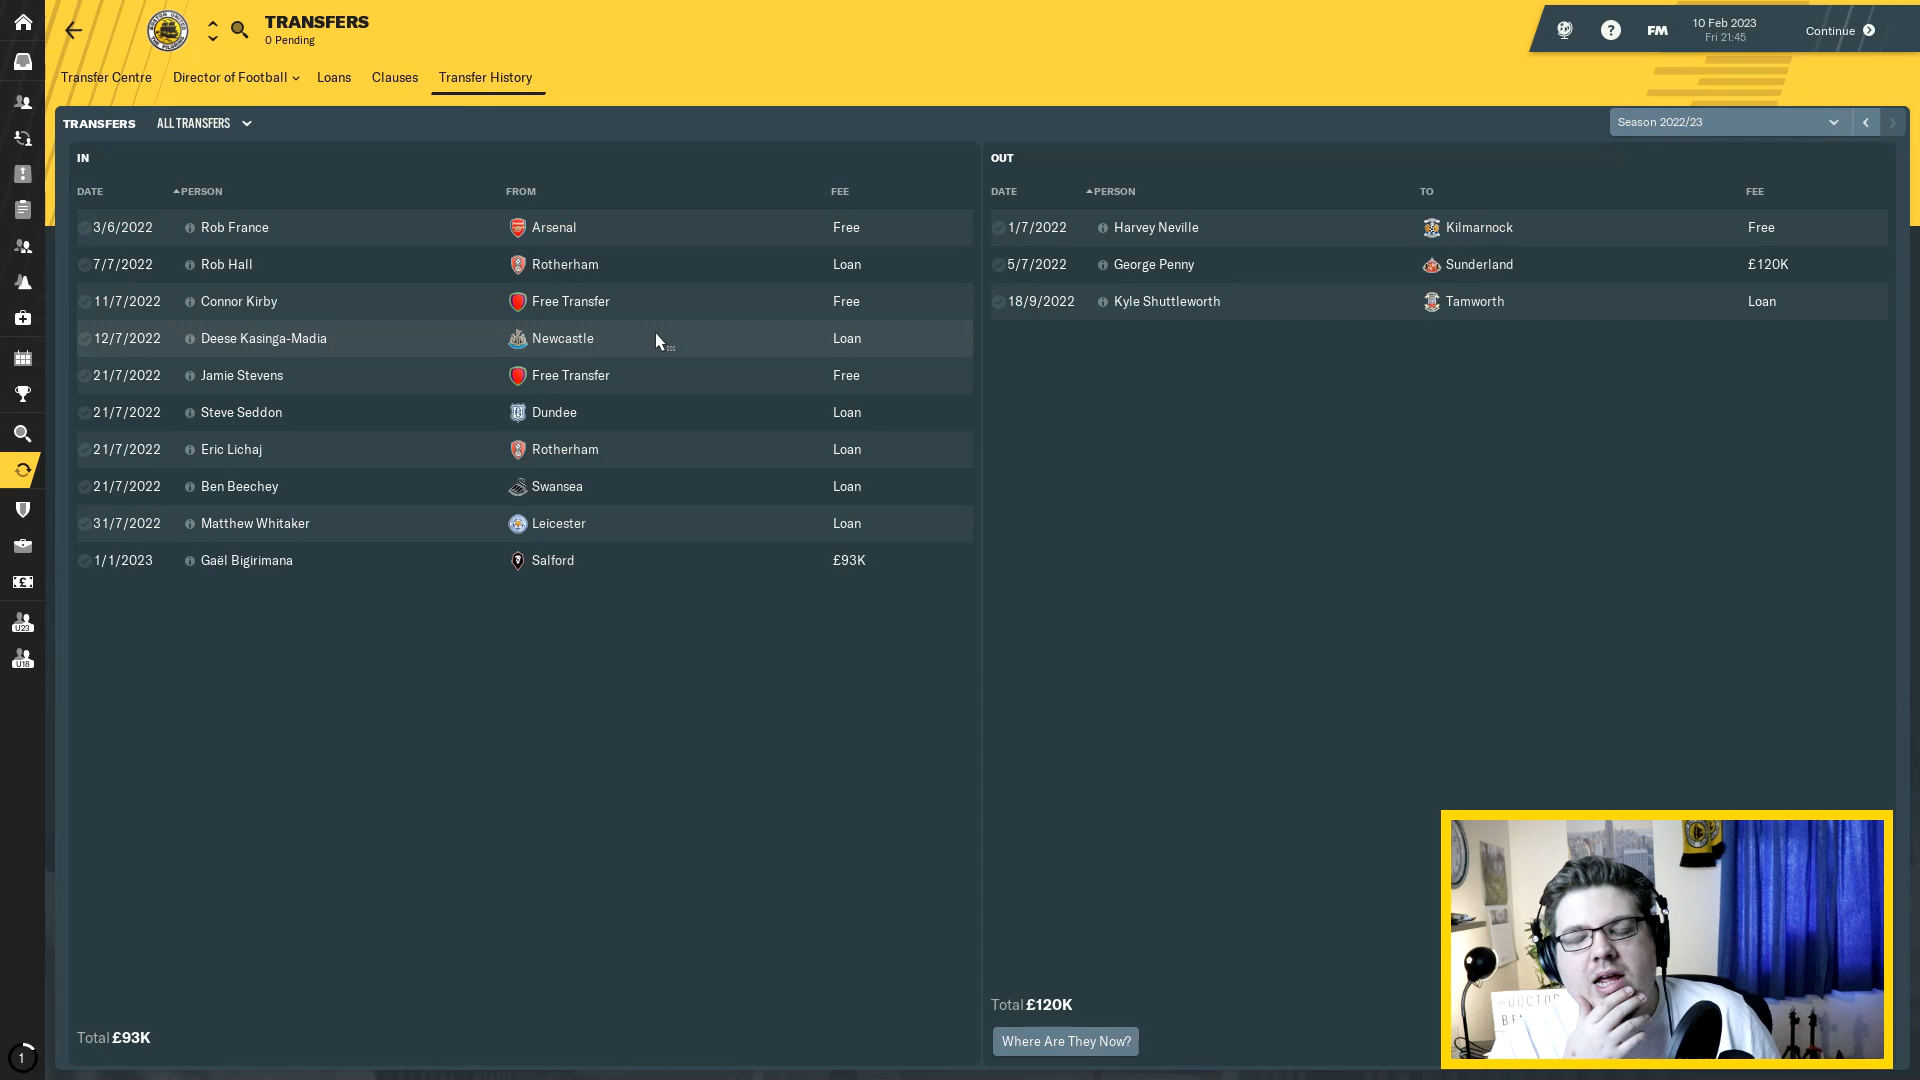 TRANSFERS
0 Pending
FM
10 Feb 2023
Fri 21:45
Continue
Transfer Centre Director of Football Loans Clauses Transfer History
TRANSFERS ALL TRANSFERS
Season 2022/23
IN
DATE PERSON FROM FEE
3/6/2022 Rob France Arsenal Free
7/7/2022 Rob Hall Rotherham Loan
11/7/2022 Connor Kirby Free Transfer Free
12/7/2022 Deese Kasinga-Madia Newcastle Loan
21/7/2022 Jamie Stevens Free Transfer Free
21/7/2022 Steve Seddon Dundee Loan
21/7/2022 Eric Lichaj Rotherham Loan
21/7/2022 Ben Beechey Swansea Loan
31/7/2022 Matthew Whitaker Leicester Loan
1/1/2023 Gaël Bigirimana Salford £93K
Total £93K
OUT
DATE PERSON TO FEE
1/7/2022 Harvey Neville Kilmarnock Free
5/7/2022 George Penny Sunderland £120K
18/9/2022 Kyle Shuttleworth Tamworth Loan
Total £120K
Where Are They Now?
U23
U18
1
DOCTOR